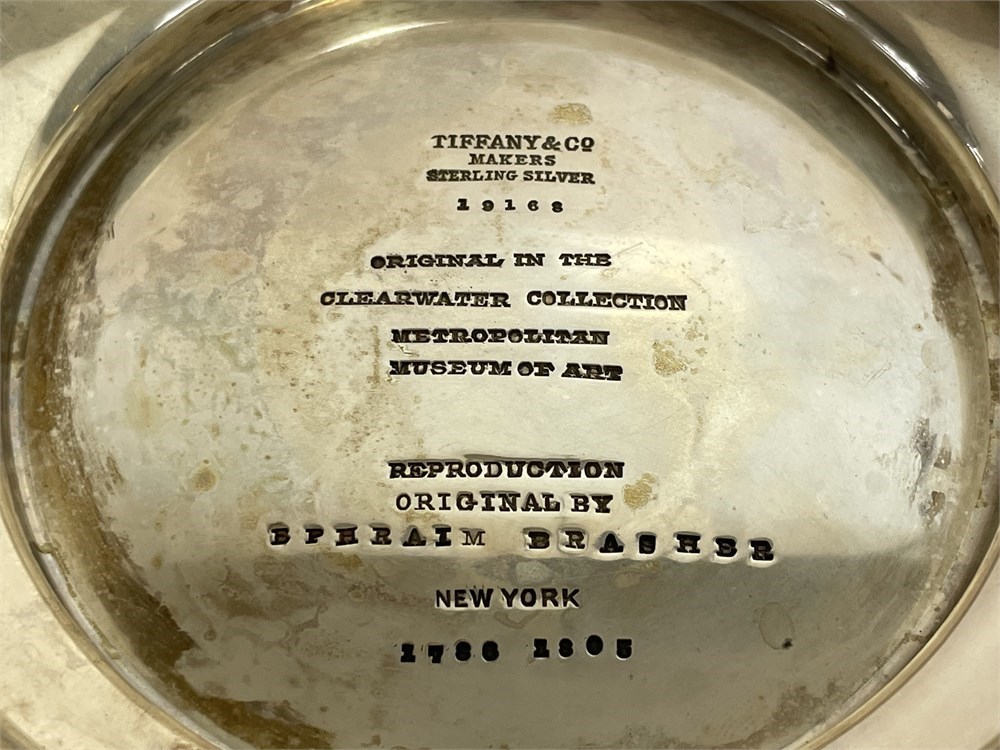 TIFFANY & Cº
MAKERS
STERLING SILVER
19168
ORIGINAL IN THE
CLEARWATER COLLECTION
METROPOLITAN
MUSEUM OF ART
REPRODUCTION
ORIGINAL BY
EPHRAIM BRASHER
NEW YORK
1786 1805